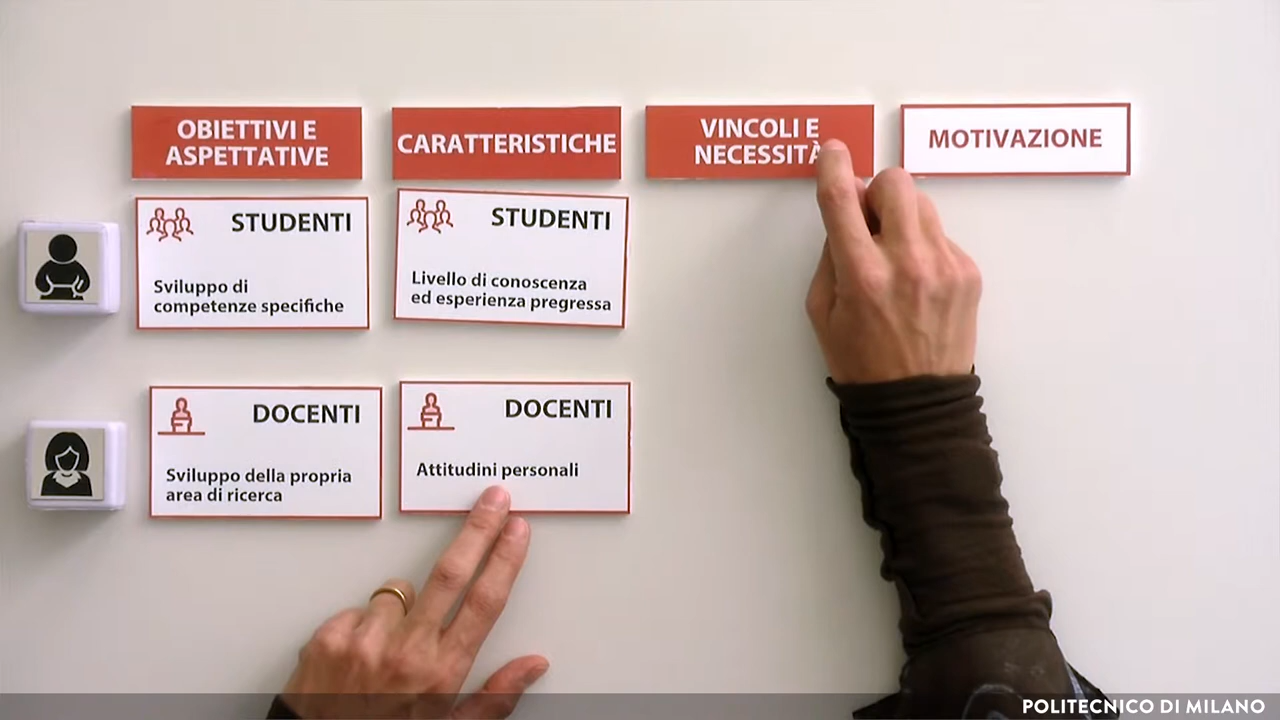 OBIETTIVI E
ASPETTATIVE
CARATTERISTICHE
VINCOLI E
NECESSITÀ
MOTIVAZIONE
STUDENTI
Sviluppo di
competenze specifiche
STUDENTI
Livello di conoscenza
ed esperienza pregressa
DOCENTI
Sviluppo della propria
area di ricerca
DOCENTI
Attitudini personali
POLITECNICO DI MILANO